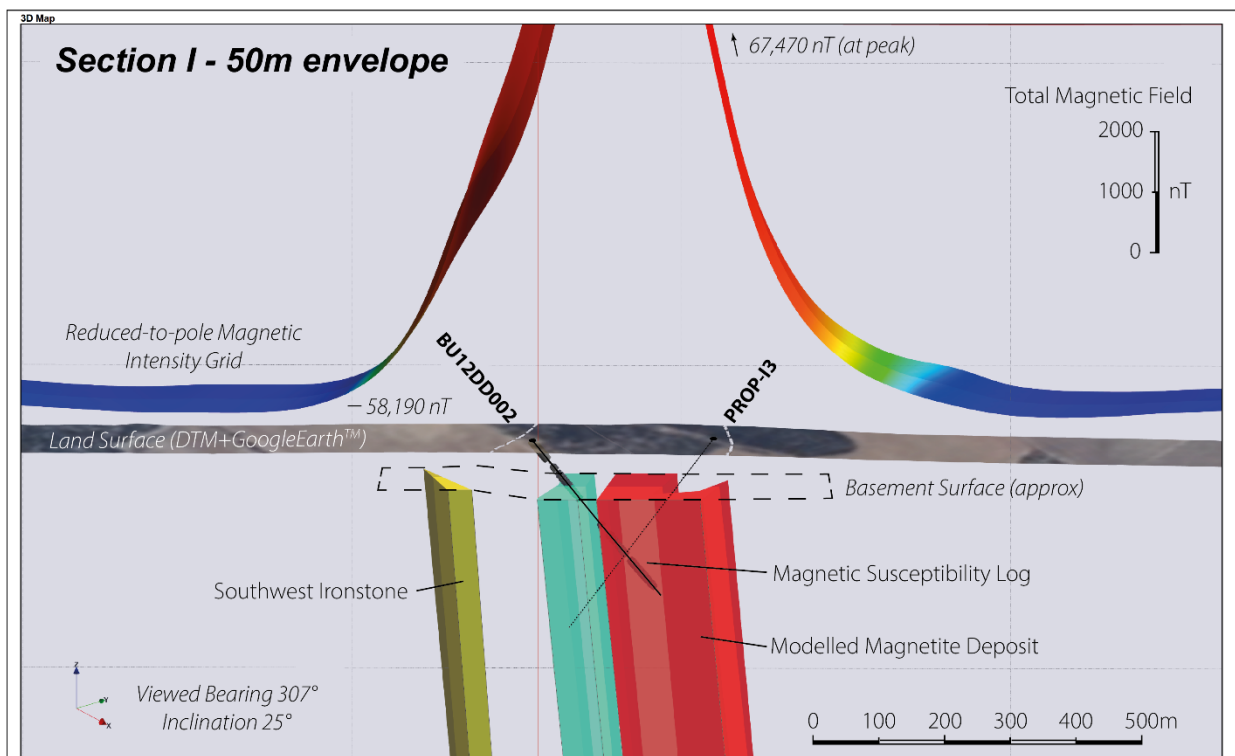 3D Map
Section I - 50m envelope
67,470 nT (at peak)
Total Magnetic Field
2000
1000
nT
0
Reduced-to-pole Magnetic
Intensity Grid
58,190 nT
BU12DD002
PROP-I3
Land Surface (DTM+GoogleEarth™)
Basement Surface (approx)
Southwest Ironstone
Magnetic Susceptibility Log
Modelled Magnetite Deposit
Z
Y
X
Viewed Bearing 307°
Inclination 25°
0 100 200 300 400 500m